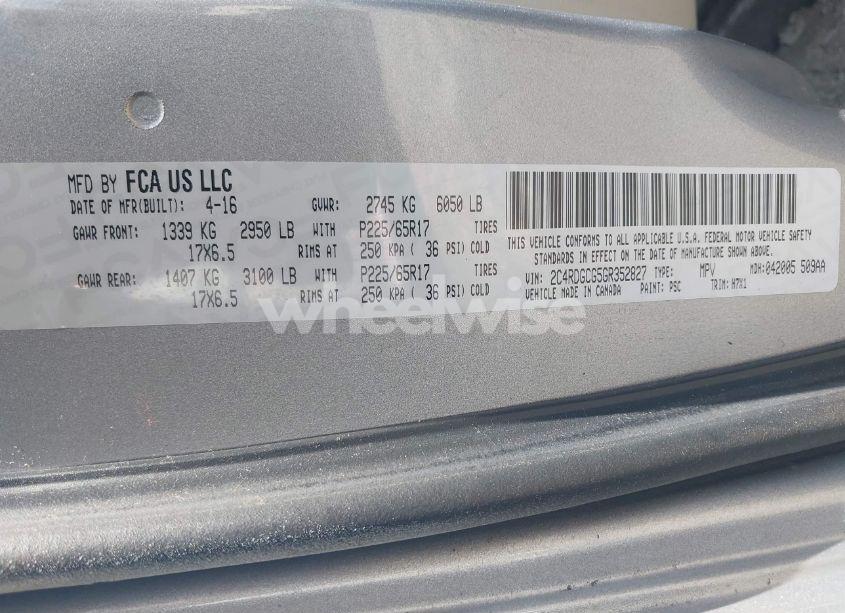 MFD BY FCA US LLC
DATE OF MFR(BUILT): 4-16 GVWR: 2745 KG 6050 LB
GAWR FRONT: 1339 KG 2950 LB WITH P225/65R17 TIRES
17X6.5 RIMS AT 250 KPA ( 36 PSI) COLD
GAWR REAR: 1407 KG 3100 LB WITH P225/65R17 TIRES
17X6.5 RIMS AT 250 KPA ( 36 PSI) COLD
THIS VEHICLE CONFORMS TO ALL APPLICABLE U.S.A. FEDERAL MOTOR VEHICLE SAFETY
STANDARDS IN EFFECT ON THE DATE OF MANUFACTURE SHOWN ABOVE.
VIN: 2C4RDGCG5GR352827 TYPE: MPV MDH:042005 509AA
VEHICLE MADE IN CANADA PAINT: PSC TRIM: H7X1
wheelwise